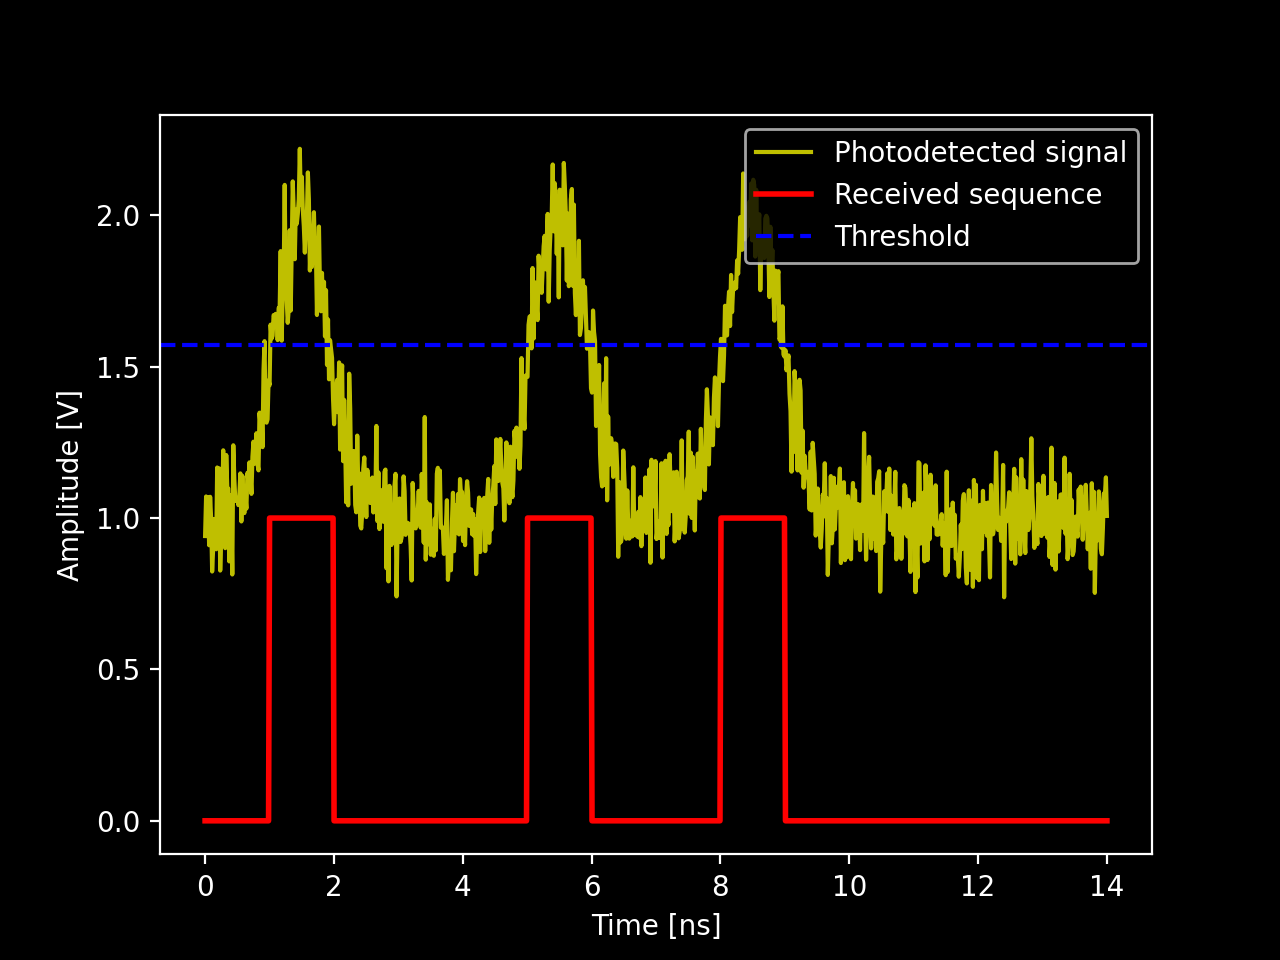 Photodetected signal
Received sequence
Threshold
2.0
1.5
1.0
0.5
0.0
Amplitude [V]
0 2 4 6 8 10 12 14
Time [ns]